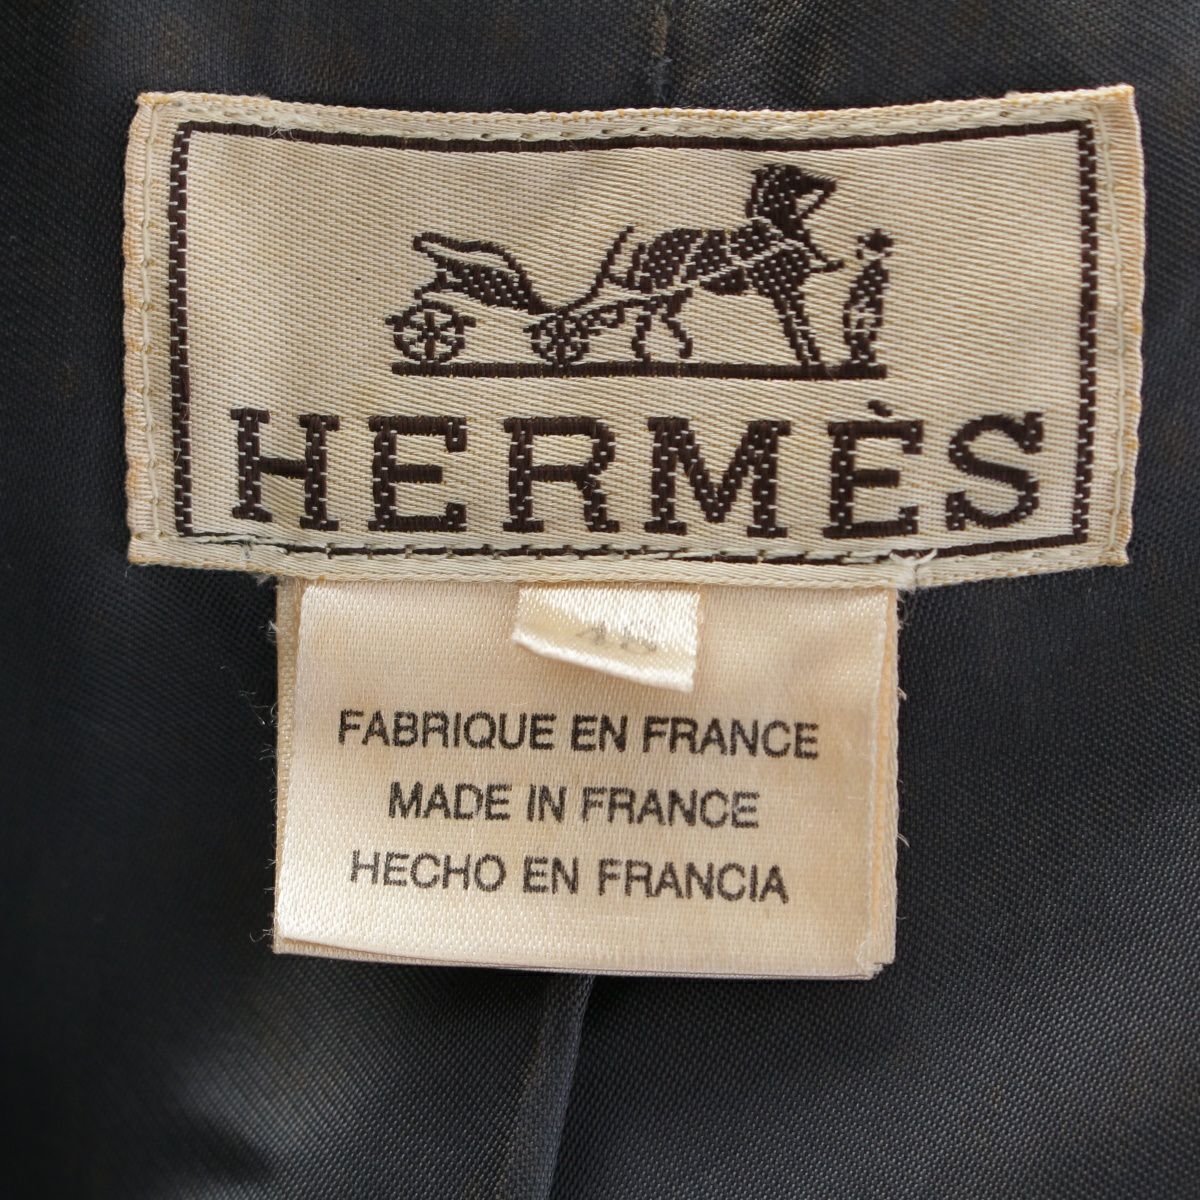 HERMÈS
FABRIQUE EN FRANCE
MADE IN FRANCE
HECHO EN FRANCIA